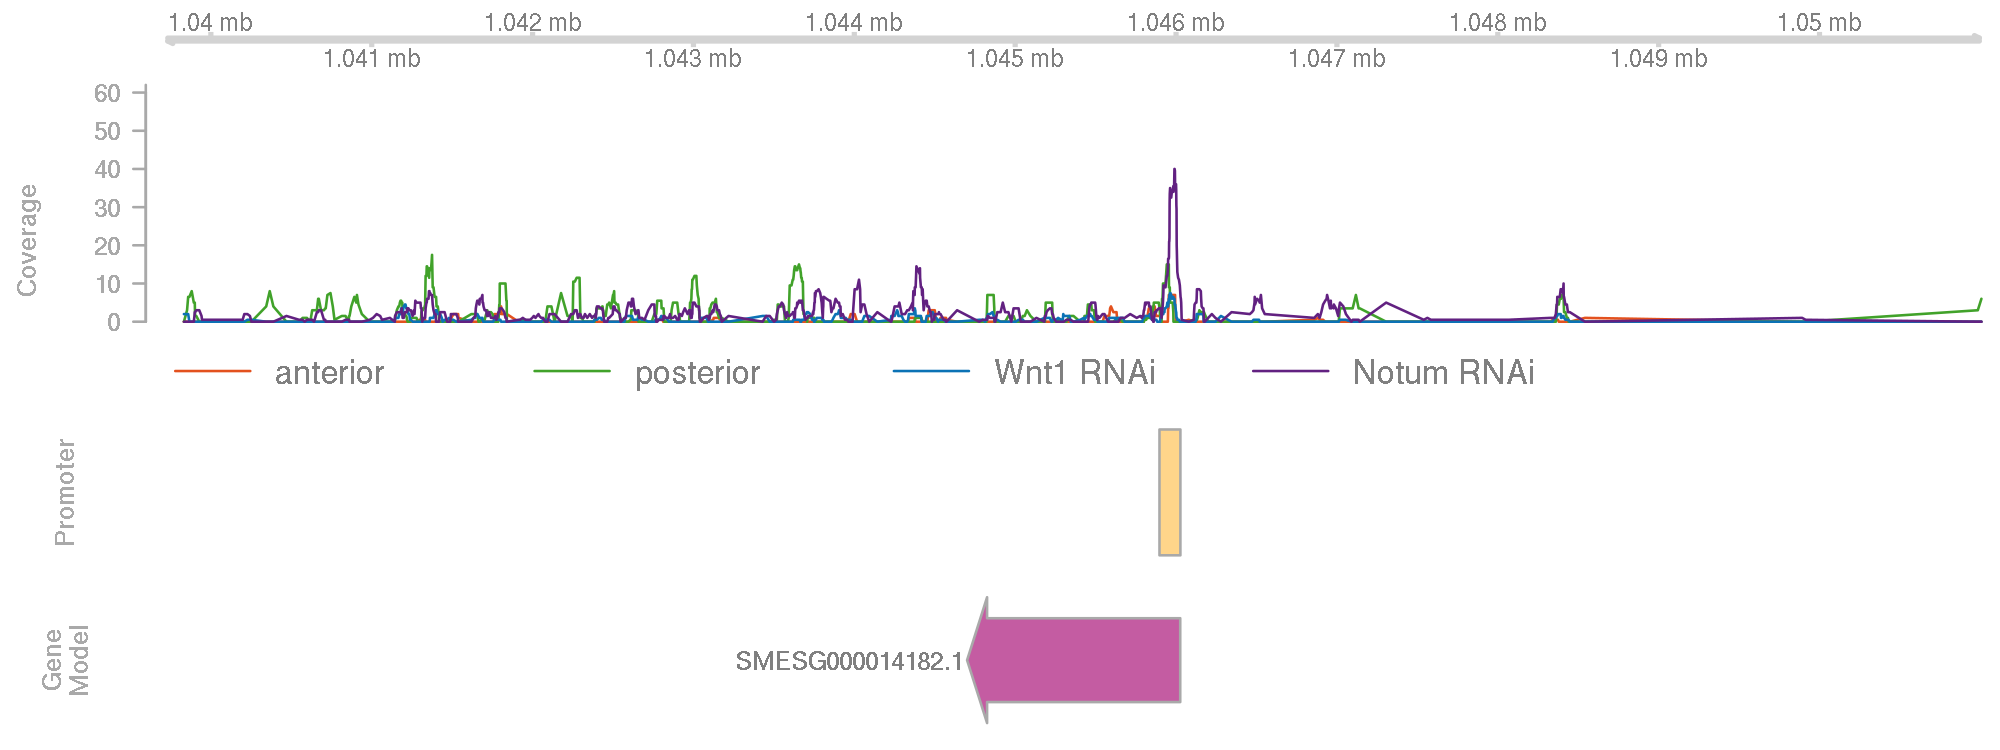 1.04 mb 1.042 mb 1.044 mb 1.046 mb 1.048 mb 1.05 mb
1.041 mb 1.043 mb 1.045 mb 1.047 mb 1.049 mb
Coverage
60
50
40
30
20
10
0
anterior posterior Wnt1 RNAi Notum RNAi
Promoter
Gene
Model
SMESG000014182.1